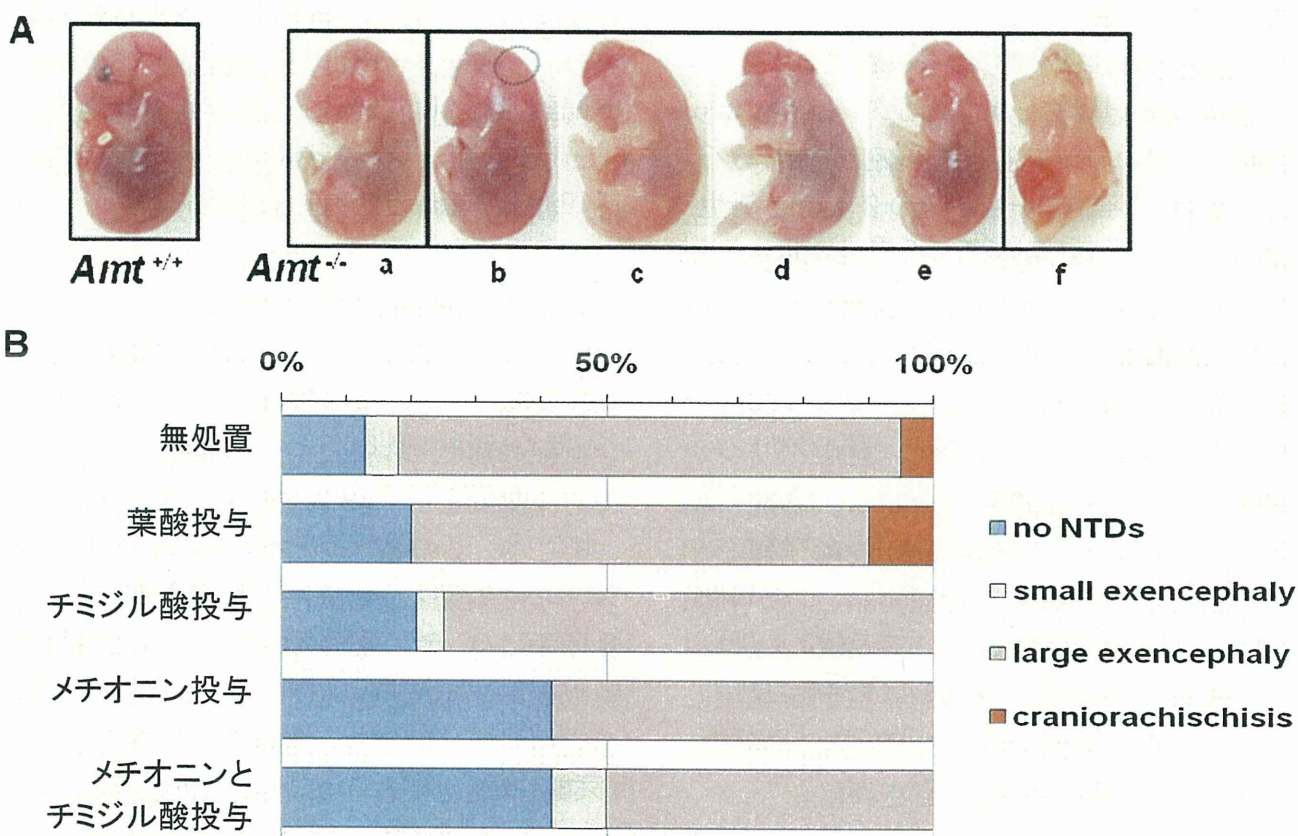 A
Amt +/+
Amt -/- a b c d e f
B
0% 50% 100%
無処置
葉酸投与
チミジル酸投与
メチオニン投与
メチオニンと
チミジル酸投与
no NTDs
small exencephaly
large exencephaly
craniorachischisis